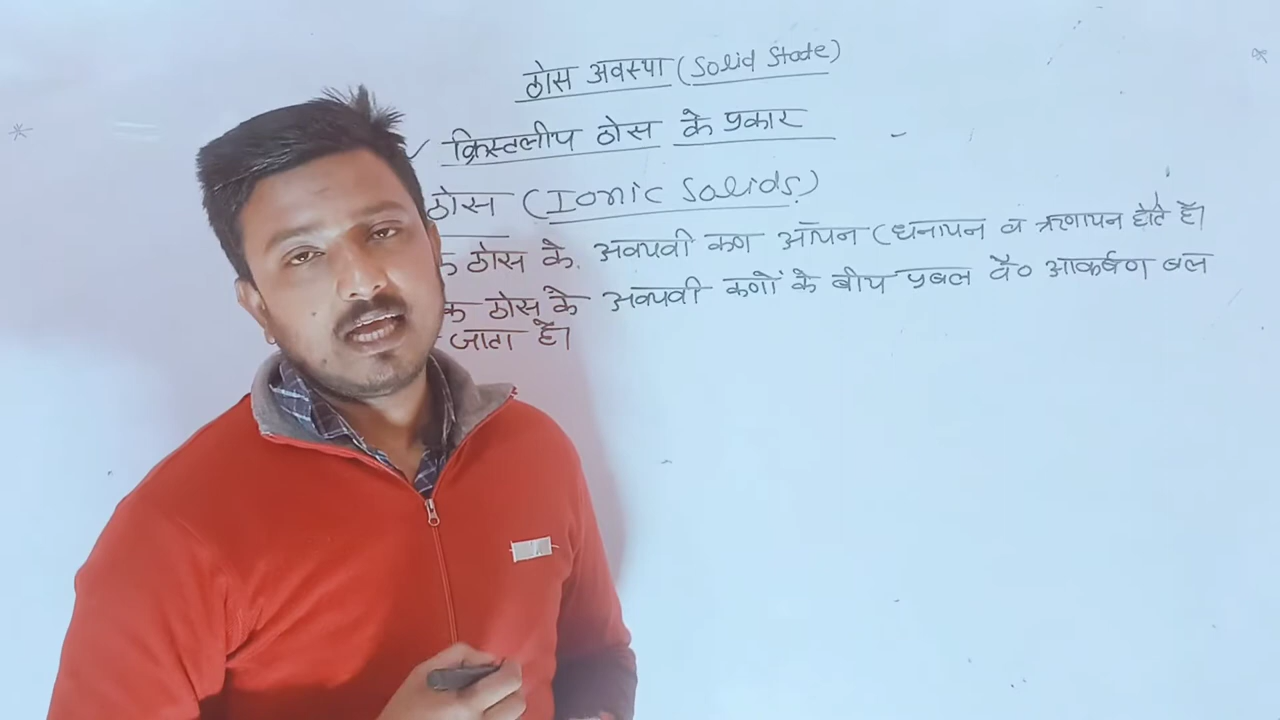 ठोस अवस्था (Solid State)
क्रिस्टलीय ठोस के प्रकार
ठोस (Ionic Solids)
क ठोस के अवयवी कण आँयन (धनायन व ऋणायन होते हैं।
क ठोस के अवयवी कणों के बीच प्रबल वै० आकर्षण बल
जाता है।